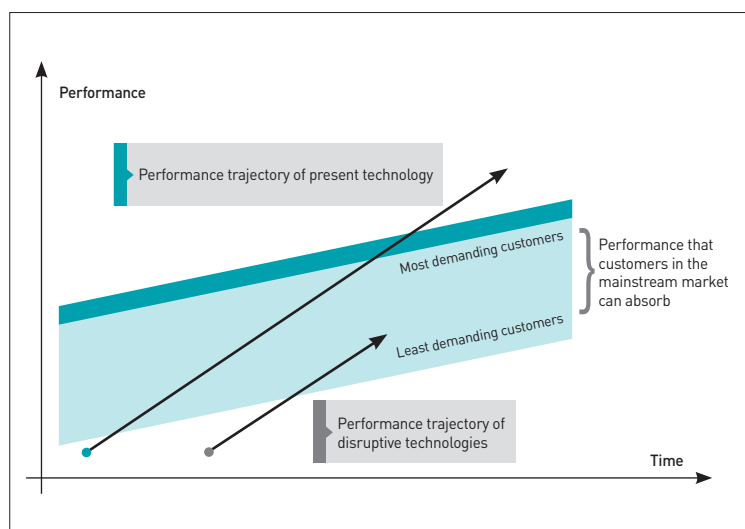 Performance
Performance trajectory of present technology
Most demanding customers
Performance that
customers in the
mainstream market
can absorb
Least demanding customers
Performance trajectory of
disruptive technologies
Time